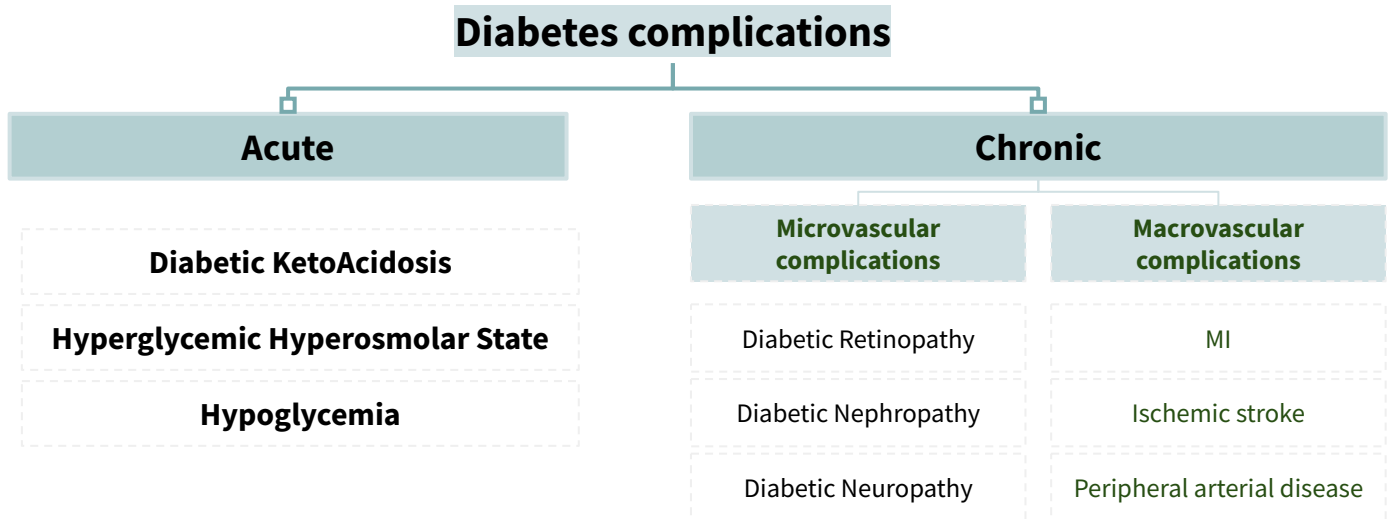 Diabetes complications
Acute
Diabetic KetoAcidosis
Hyperglycemic Hyperosmolar State
Hypoglycemia
Chronic
Microvascular
complications
Diabetic Retinopathy
Diabetic Nephropathy
Diabetic Neuropathy
Macrovascular
complications
MI
Ischemic stroke
Peripheral arterial disease